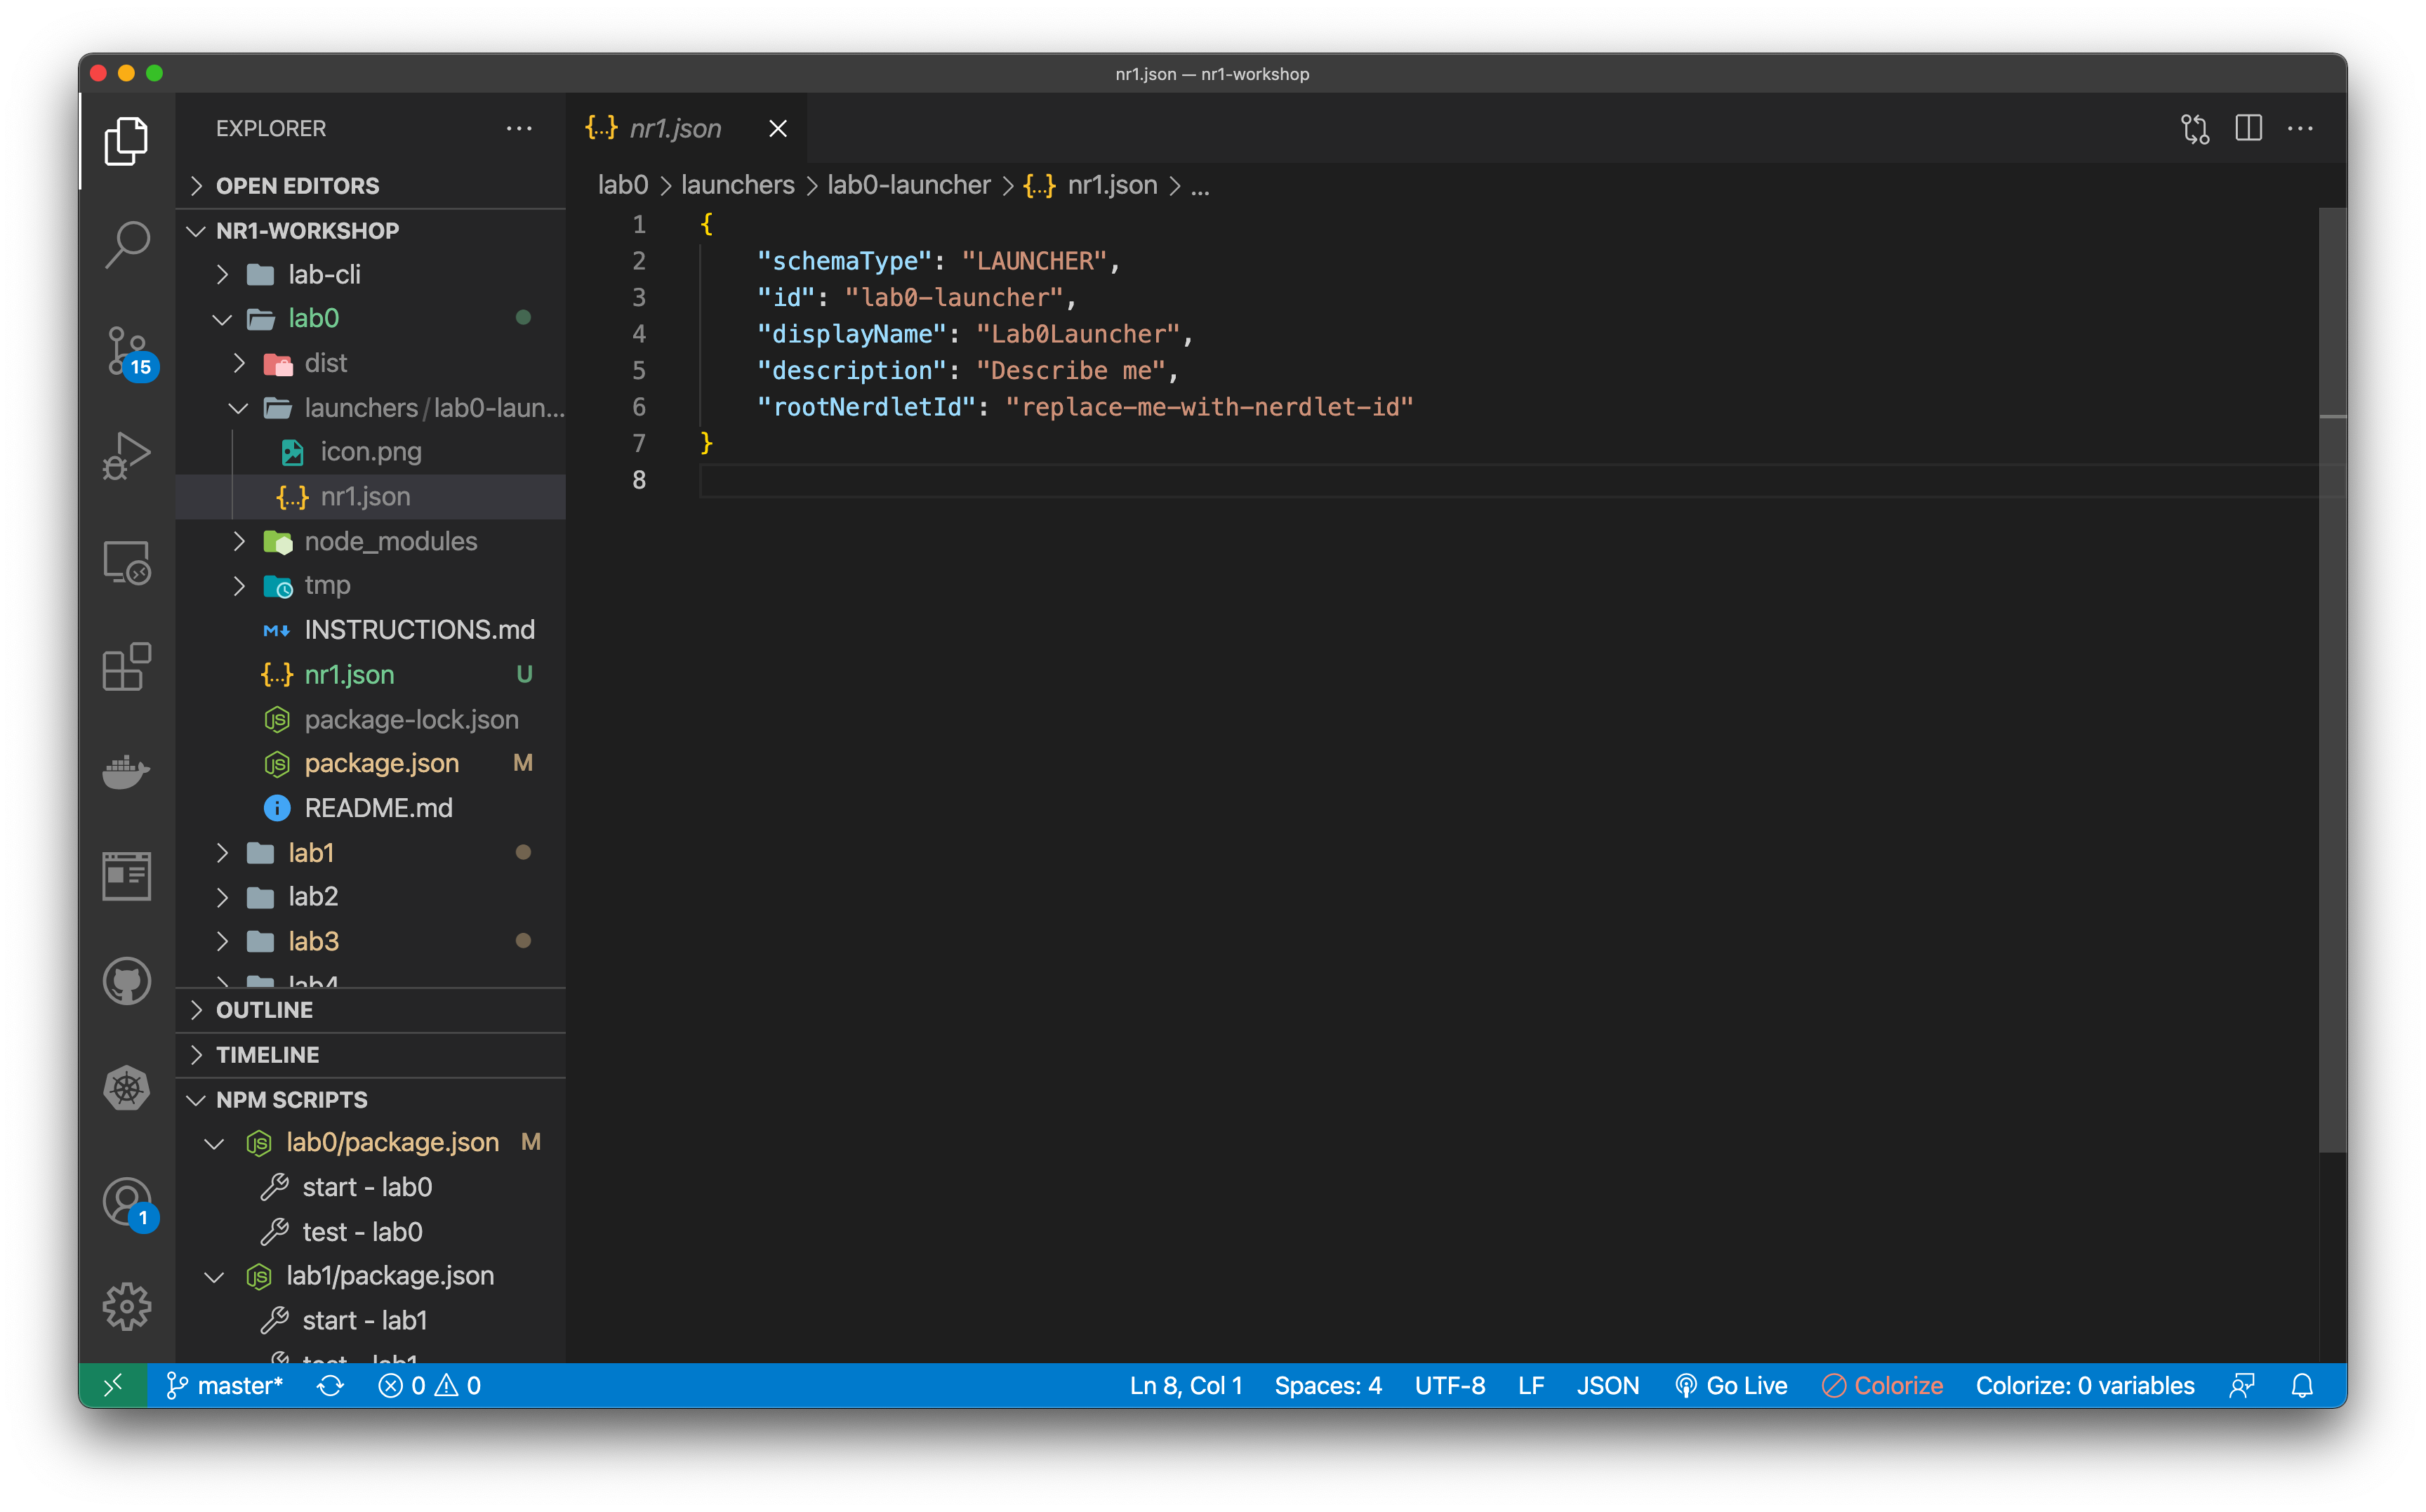 nr1.json — nr1-workshop
EXPLORER
OPEN EDITORS
NR1-WORKSHOP
lab-cli
lab0
dist
launchers/lab0-laun...
icon.png
nr1.json
node_modules
tmp
INSTRUCTIONS.md
nr1.json U
package-lock.json
package.json M
README.md
lab1
lab2
lab3
lab4
OUTLINE
TIMELINE
NPM SCRIPTS
lab0/package.json M
start - lab0
test - lab0
lab1/package.json
start - lab1
test - lab1
15
1
{...} nr1.json
lab0 > launchers > lab0-launcher > {...} nr1.json > ...
1 {
2 "schemaType": "LAUNCHER",
3 "id": "lab0-launcher",
4 "displayName": "Lab0Launcher",
5 "description": "Describe me",
6 "rootNerdletId": "replace-me-with-nerdlet-id"
7 }
8
master* 0 0 Ln 8, Col 1 Spaces: 4 UTF-8 LF JSON Go Live Colorize Colorize: 0 variables